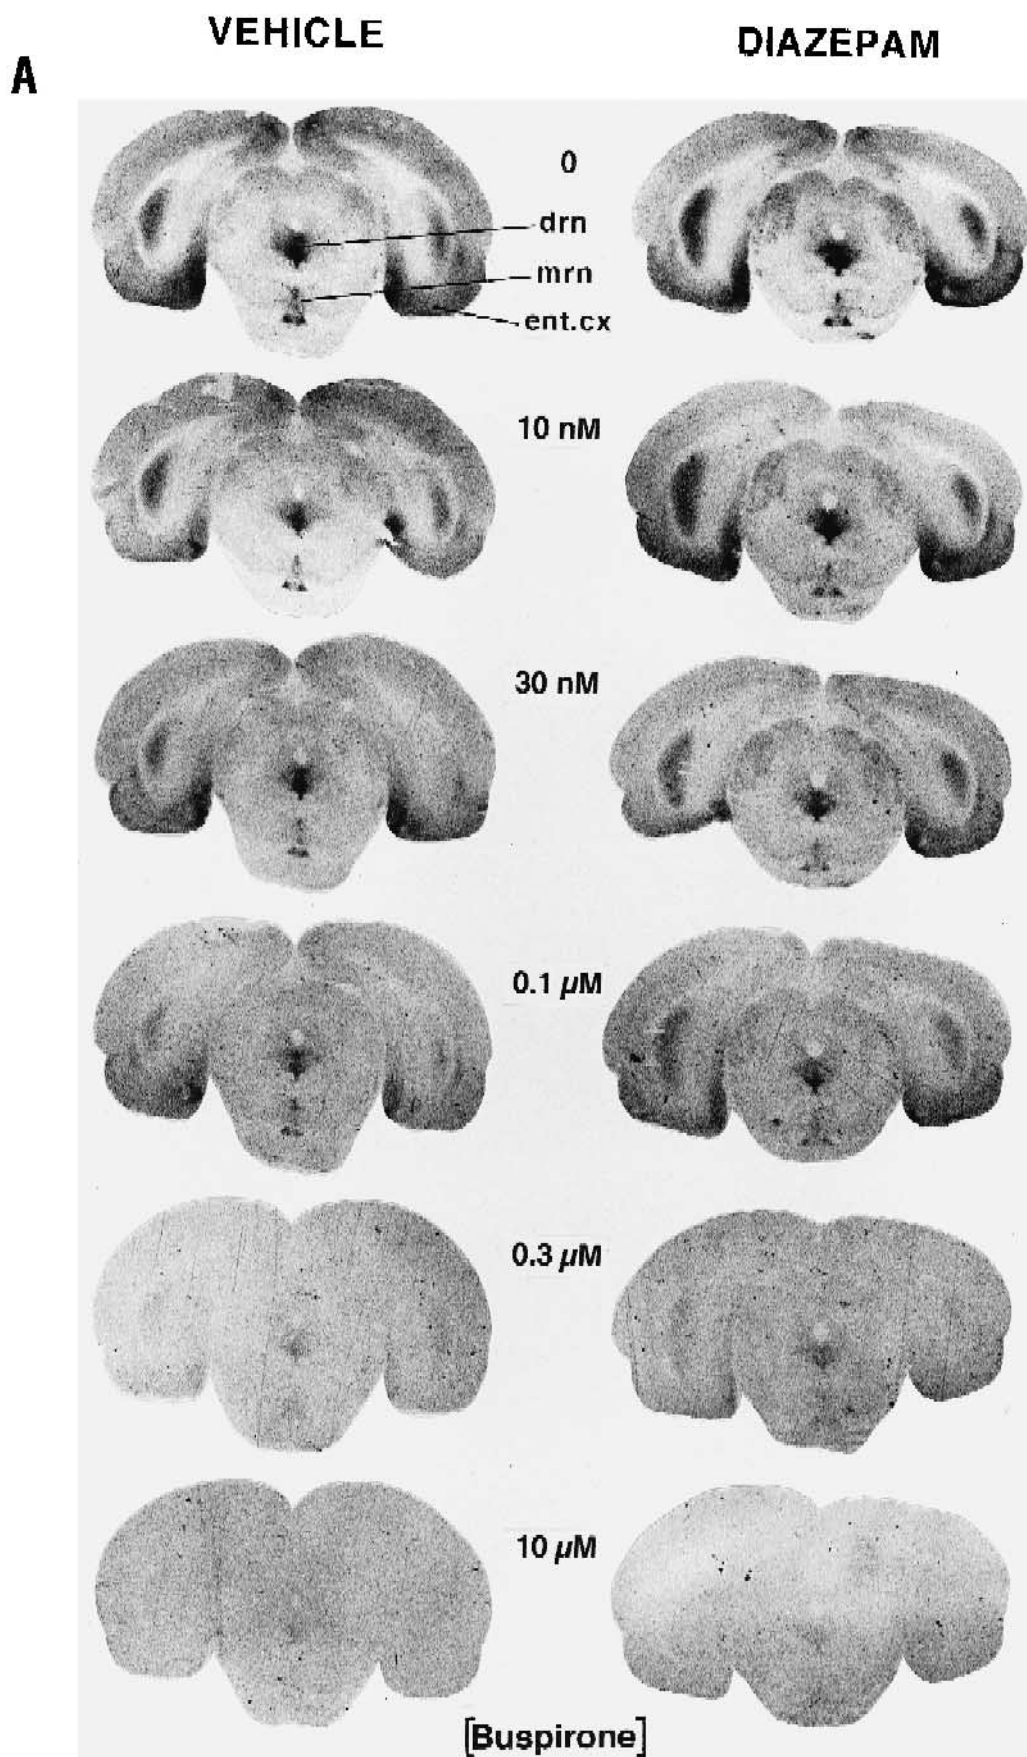 VEHICLE
DIAZEPAM
A
0
drn
mrn
ent.cx
10 nM
30 nM
0.1 µM
0.3 µM
10 µM
[Buspirone]